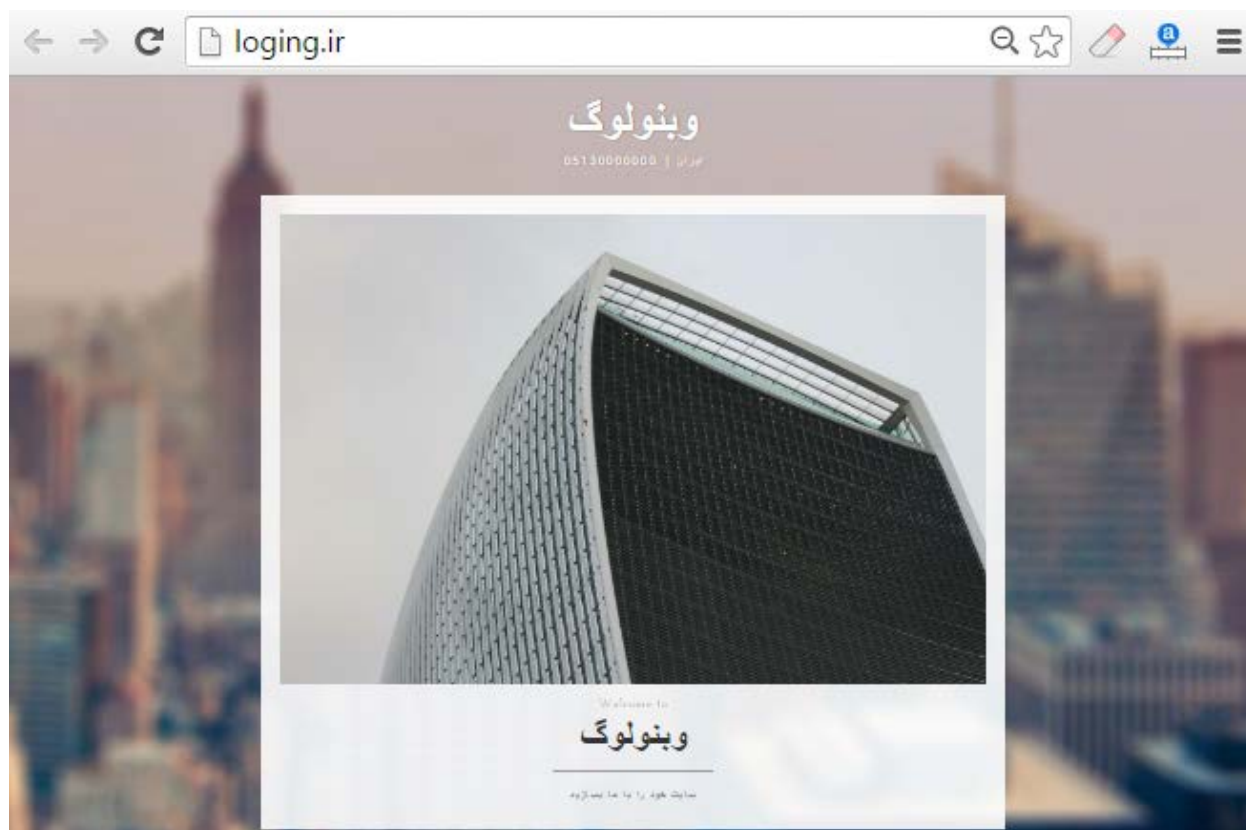 loging.ir
وبنولوگ
ایران | 05130000000
Welcome to
وبنولوگ
سایت خود را با ما بسازید